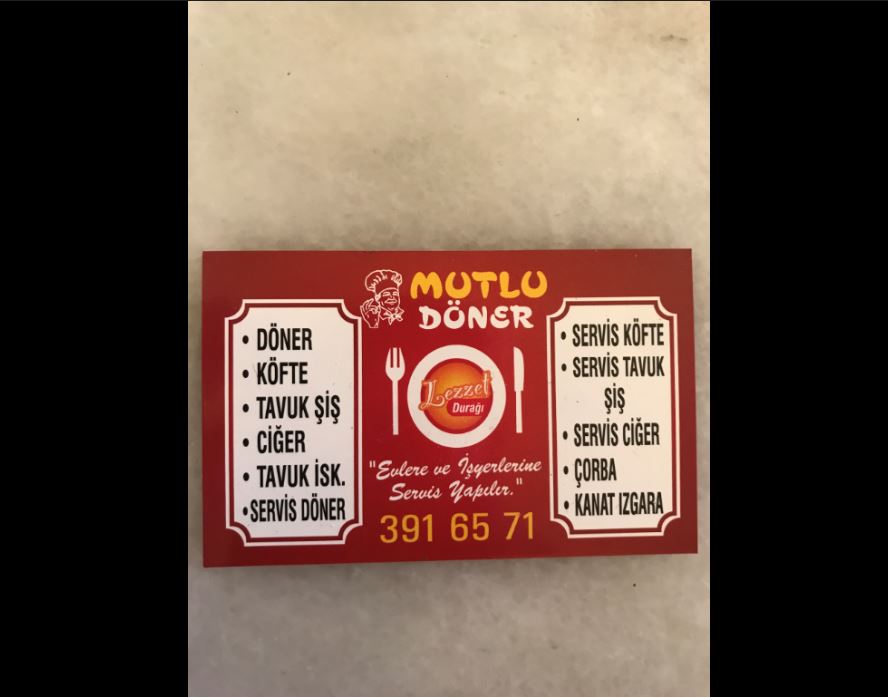 MUTLU
DÖNER
• DÖNER
• KÖFTE
• TAVUK ŞİŞ
• CİĞER
• TAVUK İSK.
•SERVİS DÖNER
Lezzet
Durağı
"Evlere ve İşyerlerine
Servis Yapılır."
391 65 71
• SERVİS KÖFTE
• SERVİS TAVUK
ŞİŞ
• SERVİS CİĞER
• ÇORBA
• KANAT IZGARA